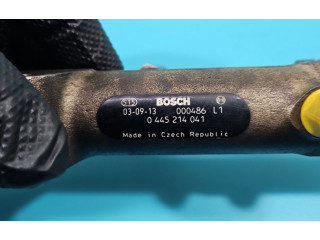 BOSCH
03-09-13 000486 L1
0 445 214 041
Made in Czech Republic